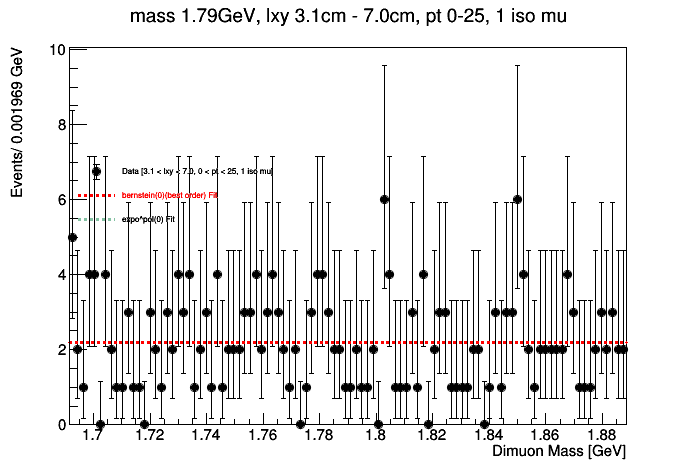 mass 1.79GeV, lxy 3.1cm - 7.0cm, pt 0-25, 1 iso mu
Events/ 0.001969 GeV
10
8
6
4
2
0
Data [3.1 < lxy < 7.0, 0 < pt < 25, 1 iso mu]
bernstein(0)(best order) Fit
expo*pol(0) Fit
1.7 1.72 1.74 1.76 1.78 1.8 1.82 1.84 1.86 1.88
Dimuon Mass [GeV]